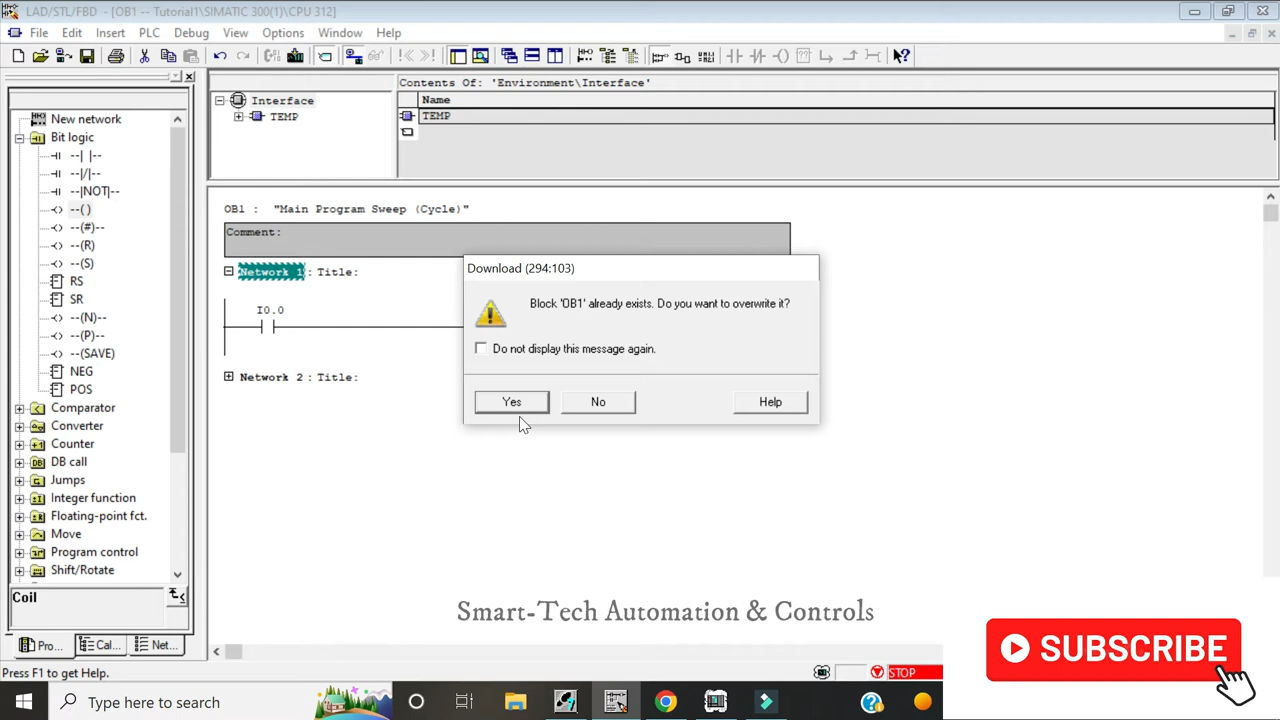 LAD/STL/FBD - [OB1 -- Tutorial1\SIMATIC 300(1)\CPU 312]
File Edit Insert PLC Debug View Options Window Help
Contents Of: 'Environment\Interface'
Interface
TEMP
Name
TEMP
New network
Bit logic
--| |--
--|/|--
--|NOT|--
--( )
--(#)--
--(R)
--(S)
RS
SR
--(N)--
--(P)--
--(SAVE)
NEG
POS
Comparator
Converter
Counter
DB call
Jumps
Integer function
Floating-point fct.
Move
Program control
Shift/Rotate
Coil
Pro... Cal... Net...
OB1 : "Main Program Sweep (Cycle)"
Comment:
Network 1 : Title:
I0.0
Network 2 : Title:
Download (294:103)
Block 'OB1' already exists. Do you want to overwrite it?
Do not display this message again.
Yes No Help
Smart-Tech Automation & Controls
SUBSCRIBE
Press F1 to get Help.
STOP
Type here to search